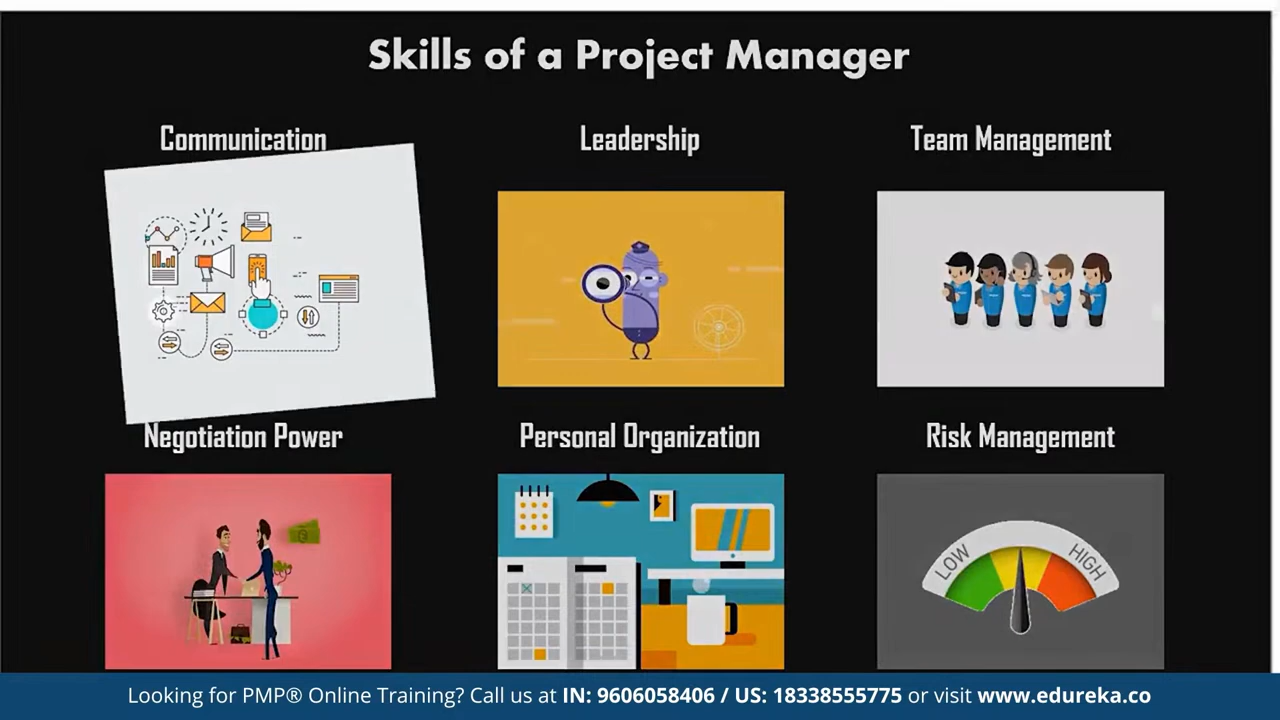 Skills of a Project Manager
Communication
Leadership
Team Management
Negotiation Power
Personal Organization
Risk Management
LOW
HIGH
Looking for PMP® Online Training? Call us at IN: 9606058406 / US: 18338555775 or visit www.edureka.co